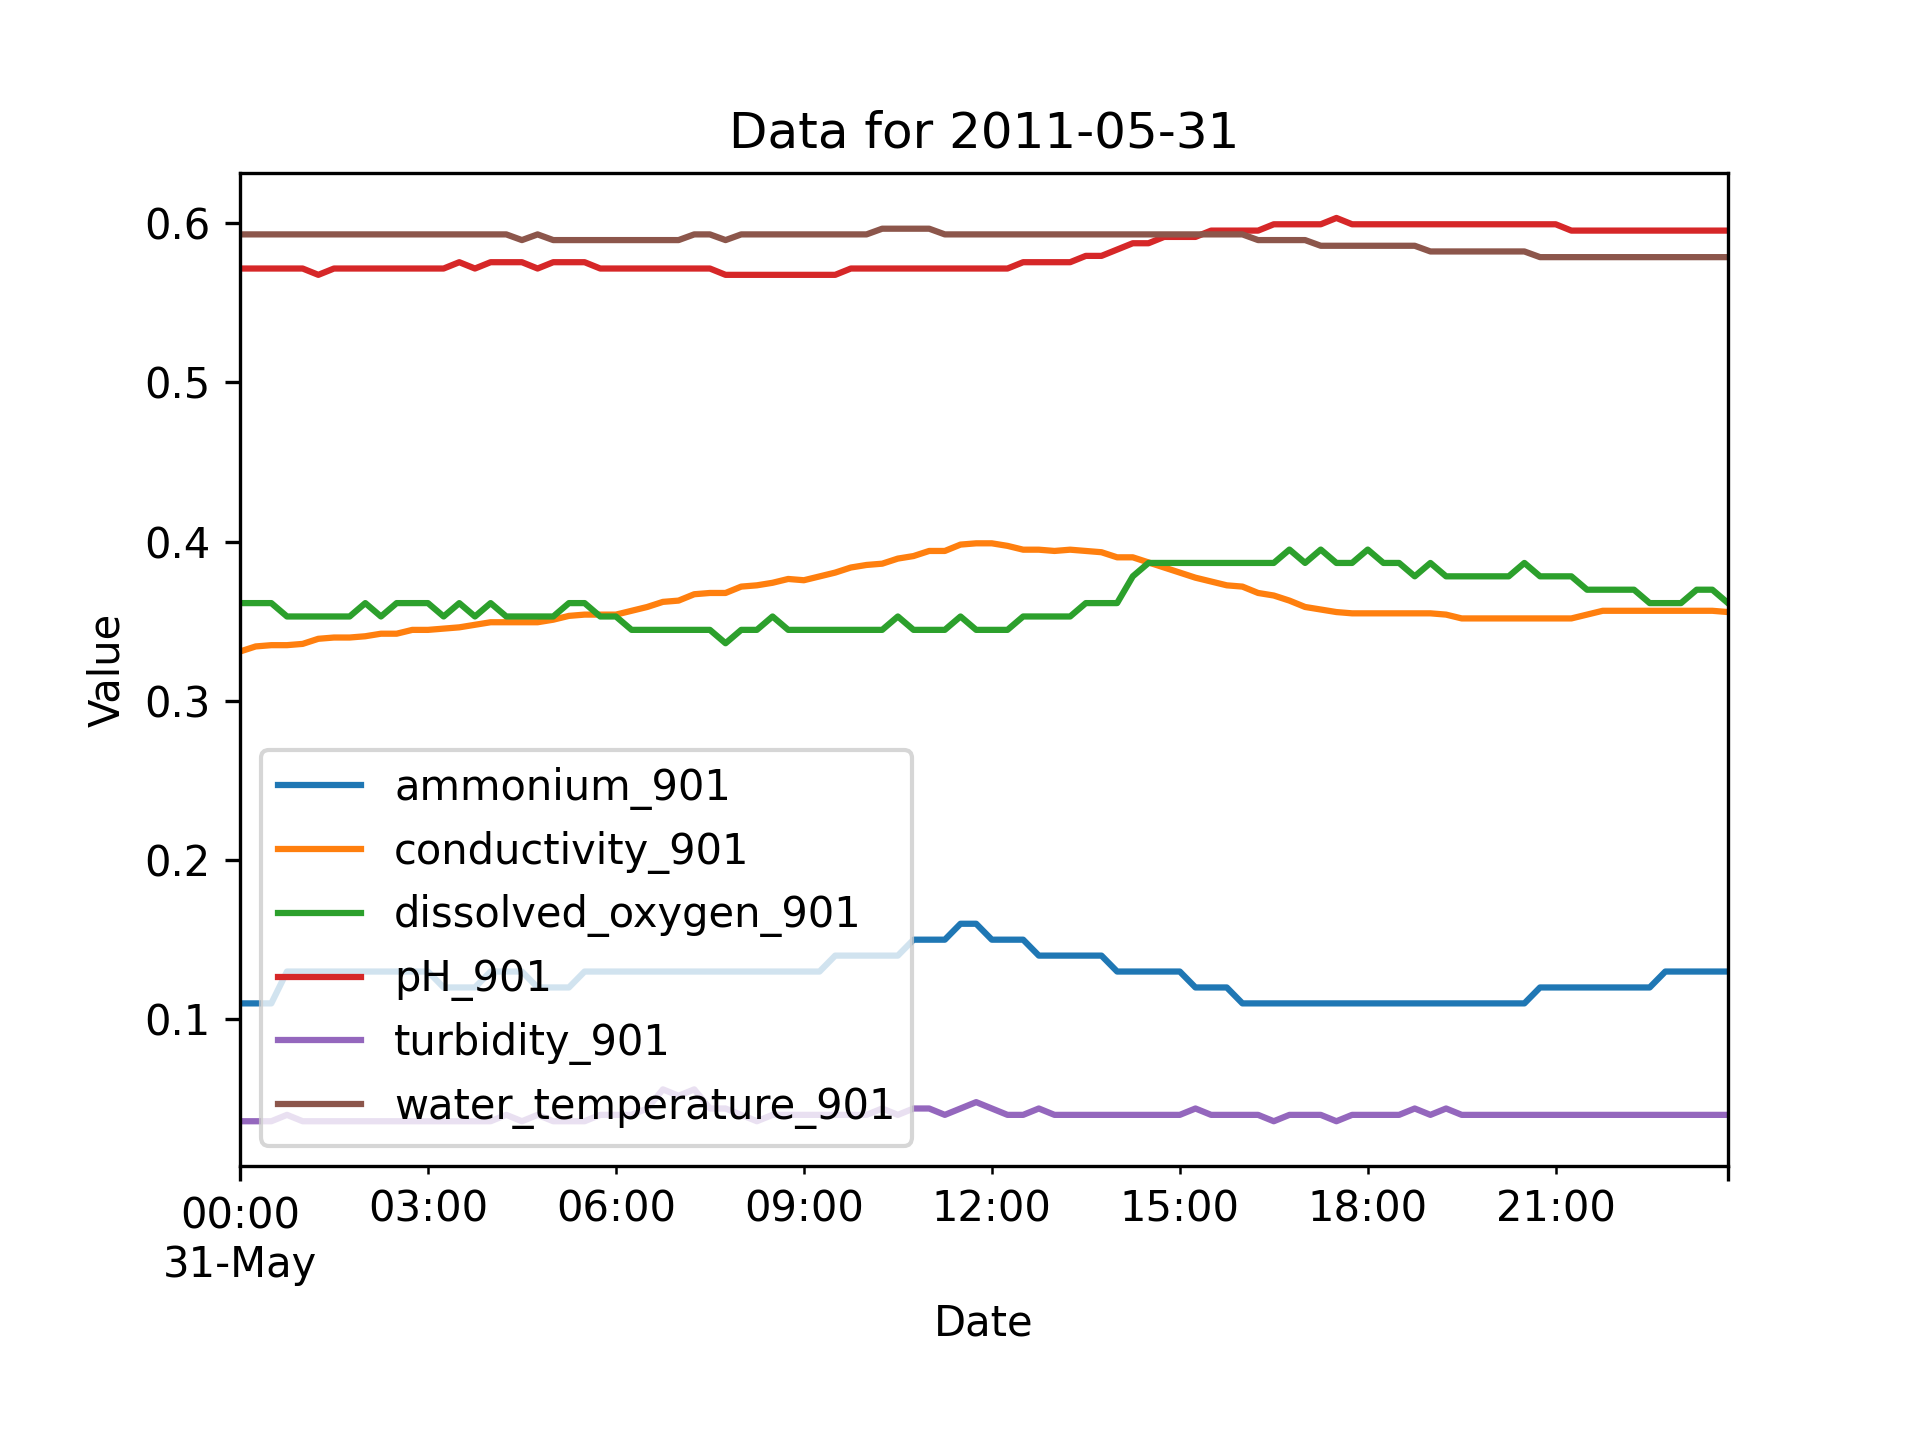 Data for 2011-05-31
Value
0.6
0.5
0.4
0.3
0.2
0.1
ammonium_901
conductivity_901
dissolved_oxygen_901
pH_901
turbidity_901
water_temperature_901
00:00 03:00 06:00 09:00 12:00 15:00 18:00 21:00
31-May
Date